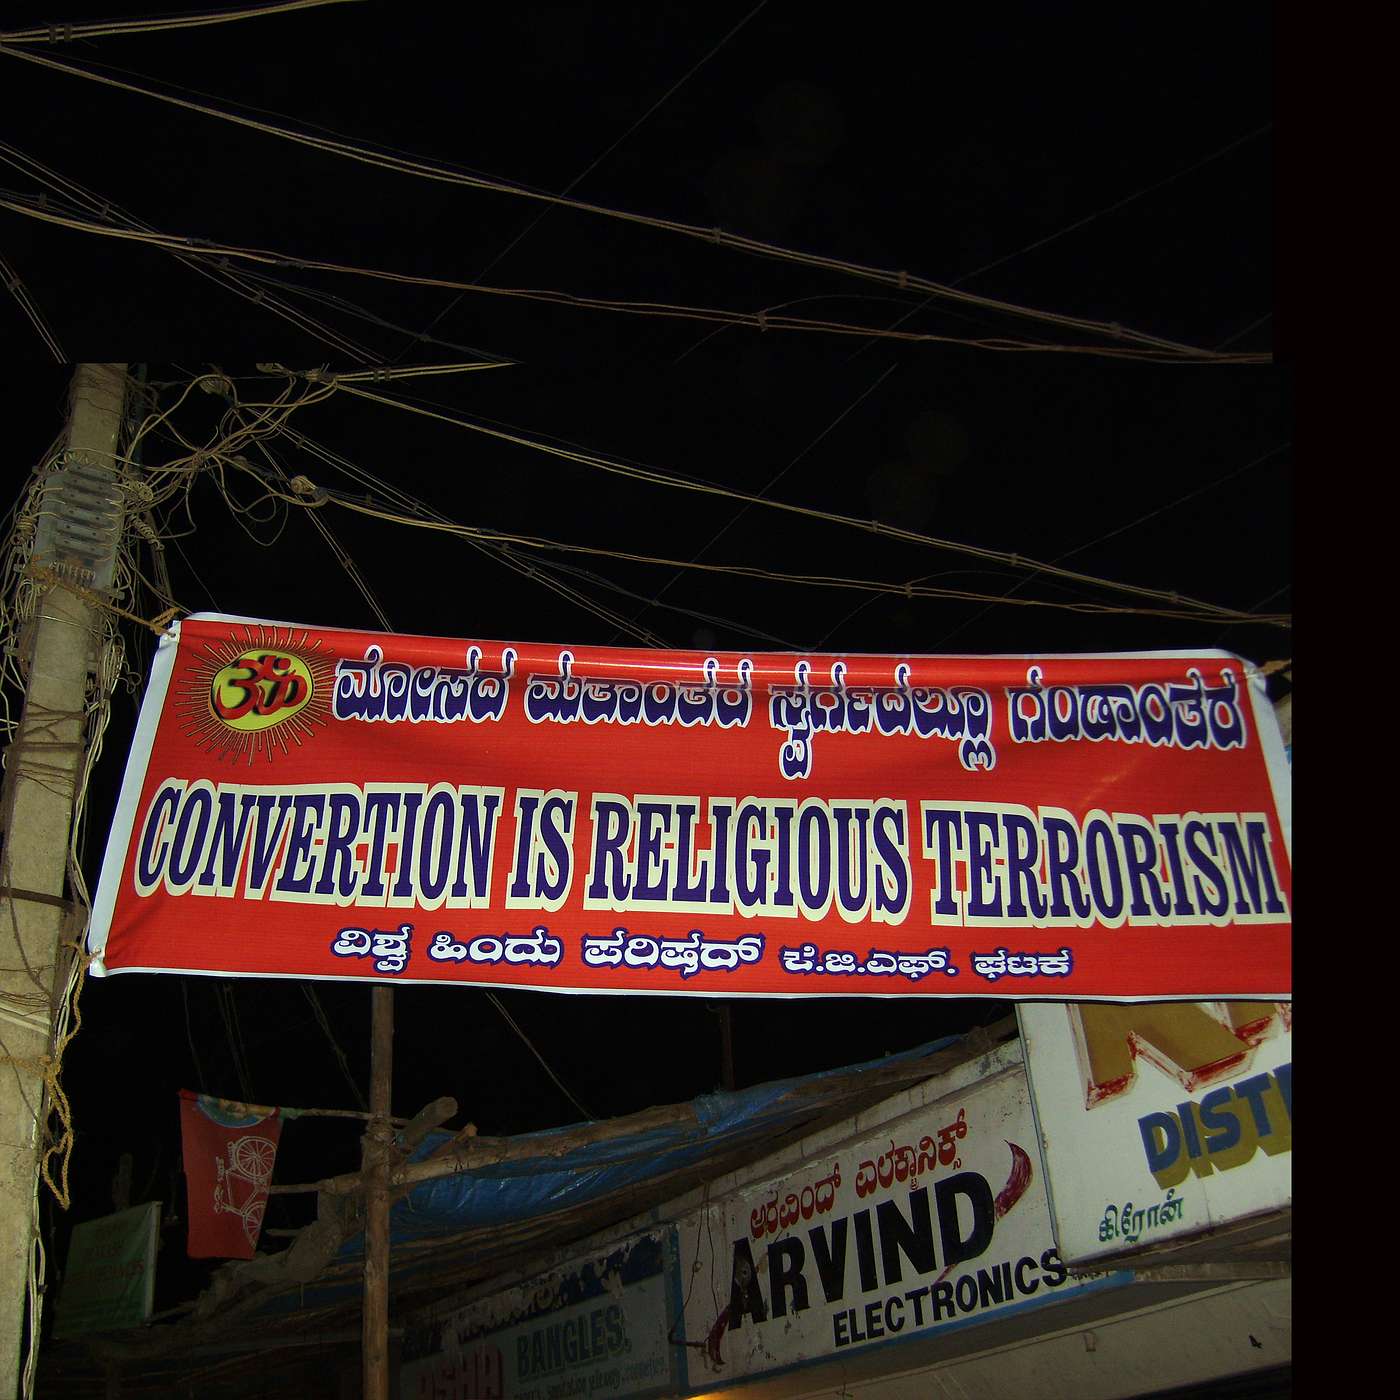 ಮೋಸದ ಮತಾಂತರ ಸ್ವರ್ಗದಲ್ಲೂ ಗಂಡಾಂತರ
CONVERTION IS RELIGIOUS TERRORISM
ವಿಶ್ವ ಹಿಂದು ಪರಿಷದ್ ಕೆ.ಜಿ.ಎಫ್. ಘಟಕ
DIST
கிரோன்
ಅರವಿಂದ್ ಎಲೆಕ್ಟ್ರಾನಿಕ್ಸ್
ARVIND
ELECTRONICS
BANGLES